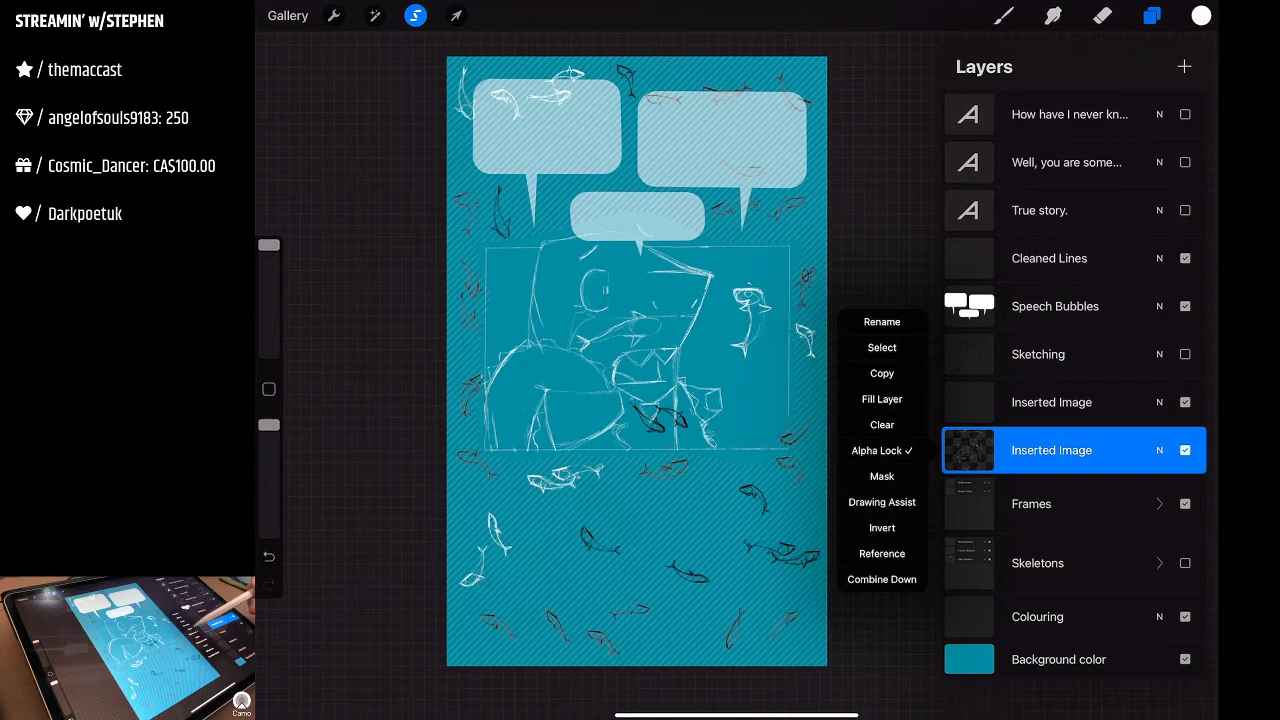 STREAMIN' w/STEPHEN
/ themaccast
/ angelofsouls9183: 250
/ Cosmic_Dancer: CA$100.00
/ Darkpoetuk
Gallery
Layers
How have I never kn... N
Well, you are some... N
True story. N
Cleaned Lines N
Speech Bubbles N
Sketching N
Inserted Image N
Inserted Image N
Frames
Skeletons
Colouring N
Background color
Rename
Select
Copy
Fill Layer
Clear
Alpha Lock ✓
Mask
Drawing Assist
Invert
Reference
Combine Down
Camo